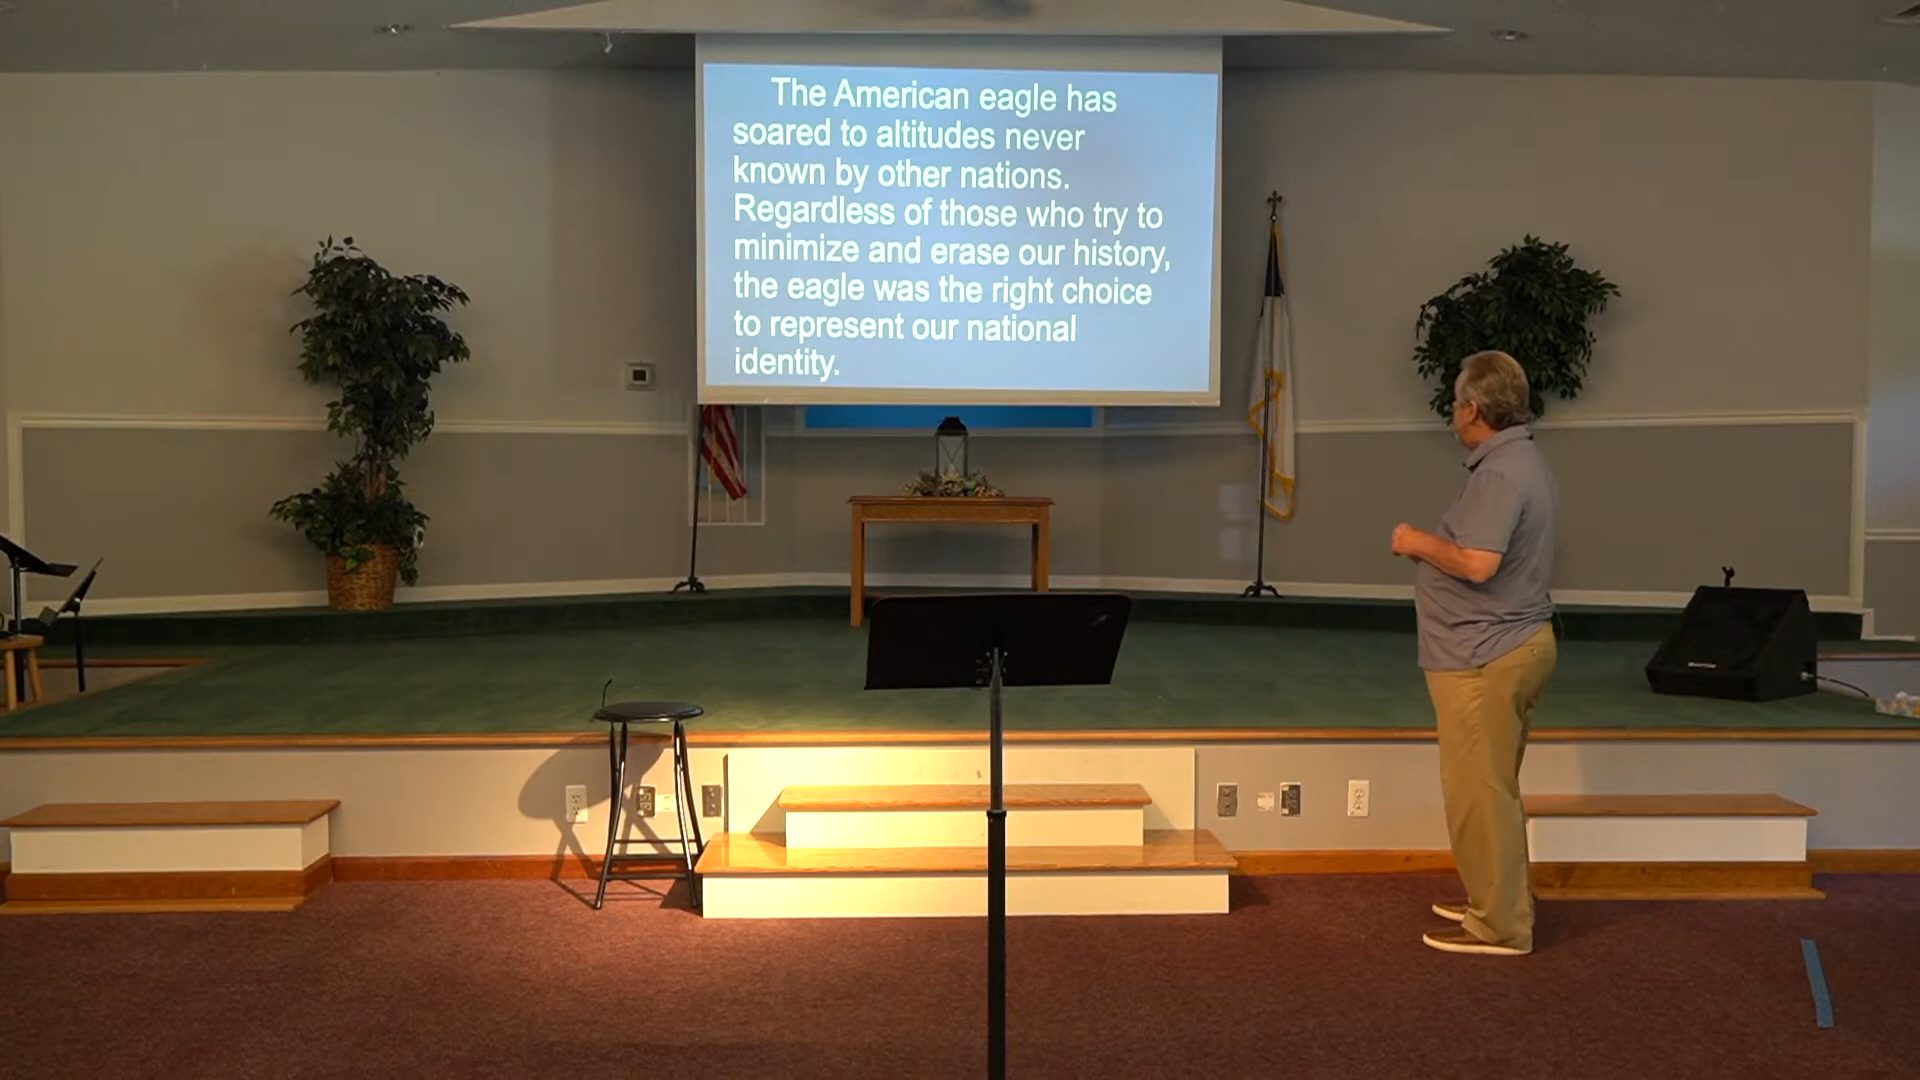 The American eagle has
soared to altitudes never
known by other nations.
Regardless of those who try to
minimize and erase our history,
the eagle was the right choice
to represent our national
identity.